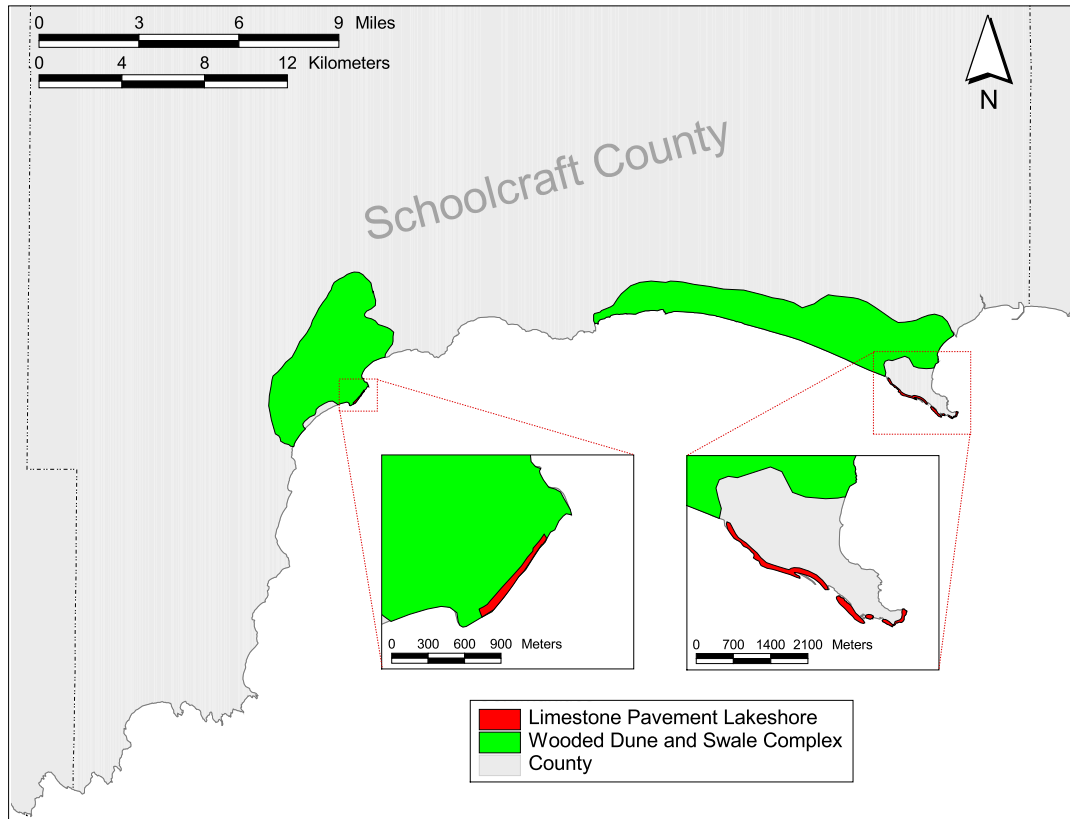 0 3 6 9 Miles
0 4 8 12 Kilometers
N
Schoolcraft County
0 300 600 900 Meters
0 700 1400 2100 Meters
Limestone Pavement Lakeshore
Wooded Dune and Swale Complex
County